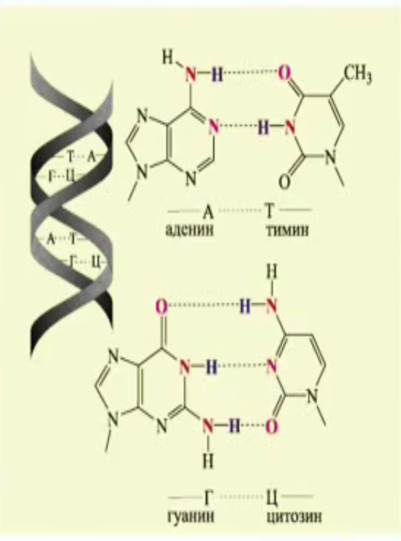 H
N–H O CH₃
N N H–N
N N O N
Т А
Г Ц
А Т
Г Ц
А Т
аденин тимин
H
O H–N
N N–H N
N N N–H O N
H
Г Ц
гуанин цитозин